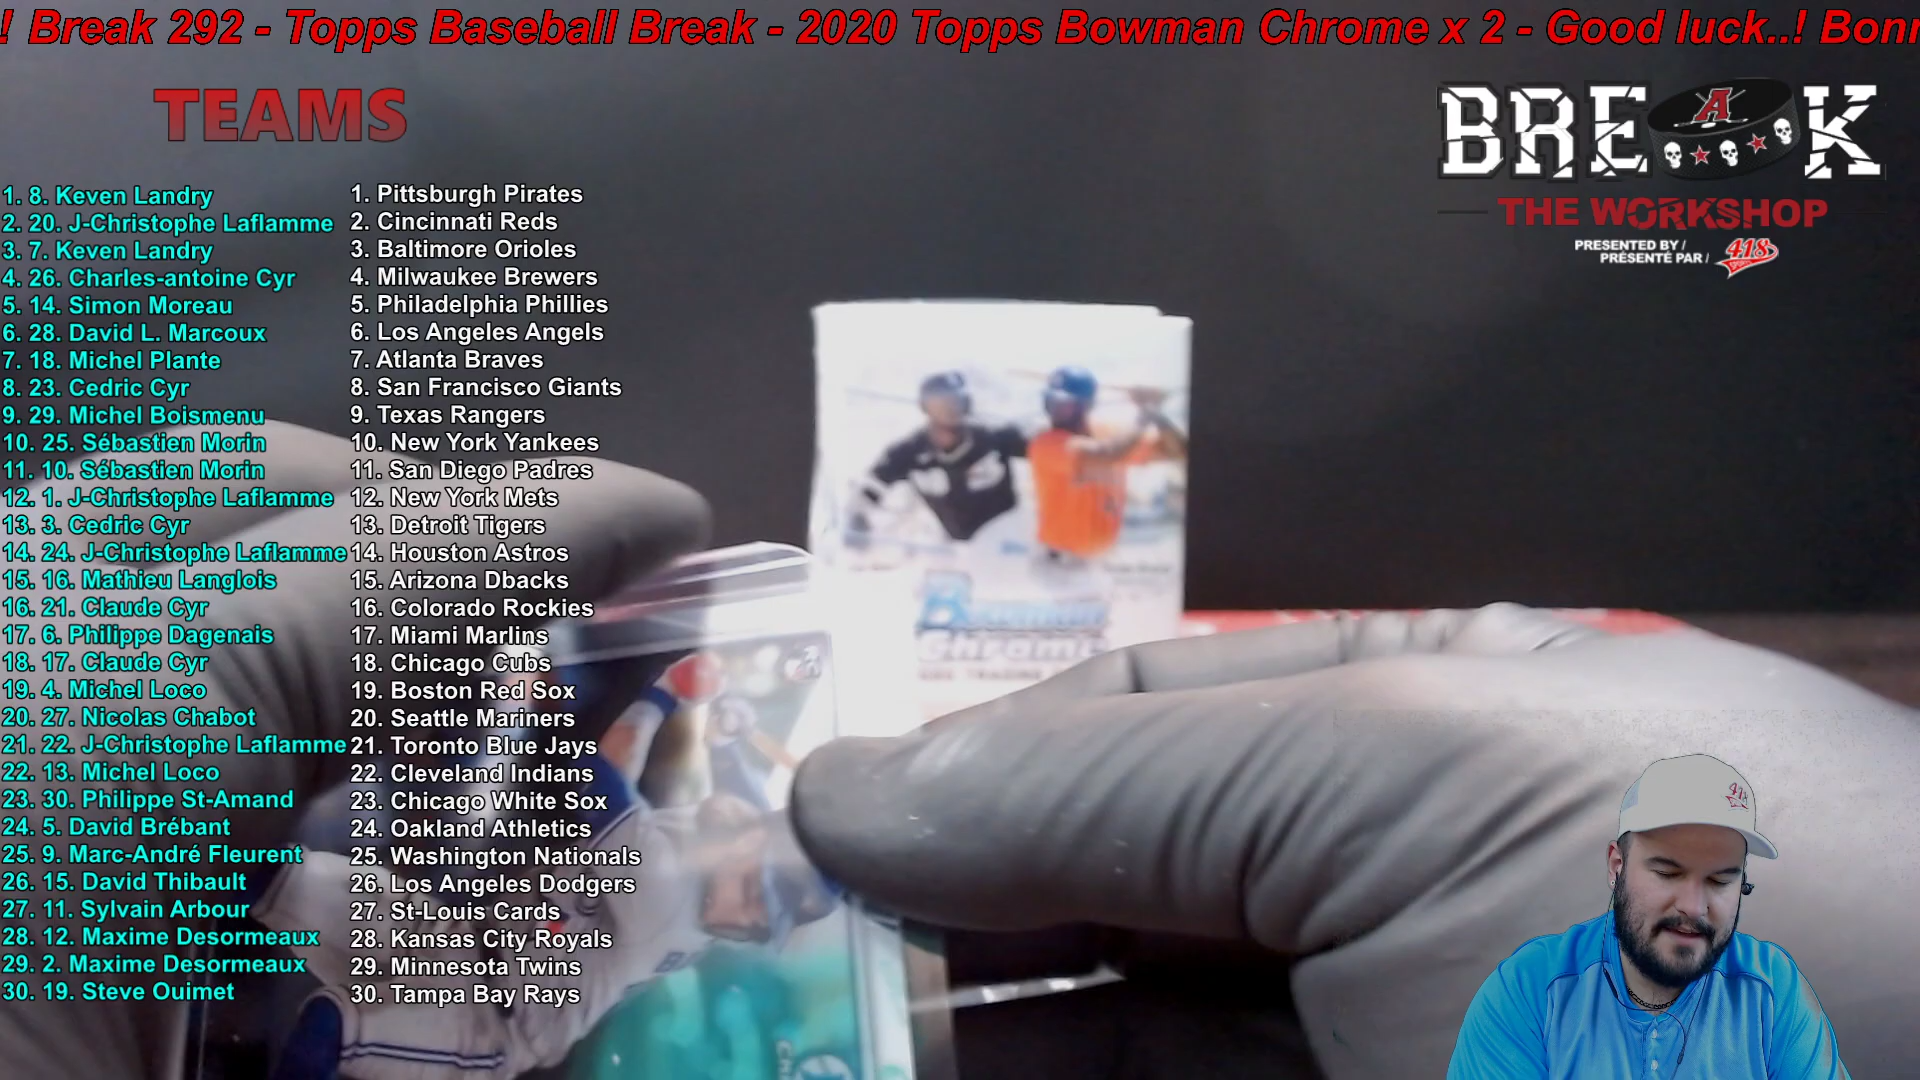 ! Break 292 - Topps Baseball Break - 2020 Topps Bowman Chrome x 2 - Good luck..!
TEAMS
BREAK
A
THE WORKSHOP
PRESENTED BY /
PRÉSENTÉ PAR /
418
1. 8. Keven Landry
2. 20. J-Christophe Laflamme
3. 7. Keven Landry
4. 26. Charles-antoine Cyr
5. 14. Simon Moreau
6. 28. David L. Marcoux
7. 18. Michel Plante
8. 23. Cedric Cyr
9. 29. Michel Boismenu
10. 25. Sébastien Morin
11. 10. Sébastien Morin
12. 1. J-Christophe Laflamme
13. 3. Cedric Cyr
14. 24. J-Christophe Laflamme
15. 16. Mathieu Langlois
16. 21. Claude Cyr
17. 6. Philippe Dagenais
18. 17. Claude Cyr
19. 4. Michel Loco
20. 27. Nicolas Chabot
21. 22. J-Christophe Laflamme
22. 13. Michel Loco
23. 30. Philippe St-Amand
24. 5. David Brébant
25. 9. Marc-André Fleurent
26. 15. David Thibault
27. 11. Sylvain Arbour
28. 12. Maxime Desormeaux
29. 2. Maxime Desormeaux
30. 19. Steve Ouimet
1. Pittsburgh Pirates
2. Cincinnati Reds
3. Baltimore Orioles
4. Milwaukee Brewers
5. Philadelphia Phillies
6. Los Angeles Angels
7. Atlanta Braves
8. San Francisco Giants
9. Texas Rangers
10. New York Yankees
11. San Diego Padres
12. New York Mets
13. Detroit Tigers
14. Houston Astros
15. Arizona Dbacks
16. Colorado Rockies
17. Miami Marlins
18. Chicago Cubs
19. Boston Red Sox
20. Seattle Mariners
21. Toronto Blue Jays
22. Cleveland Indians
23. Chicago White Sox
24. Oakland Athletics
25. Washington Nationals
26. Los Angeles Dodgers
27. St-Louis Cards
28. Kansas City Royals
29. Minnesota Twins
30. Tampa Bay Rays
Bowman
Chrome